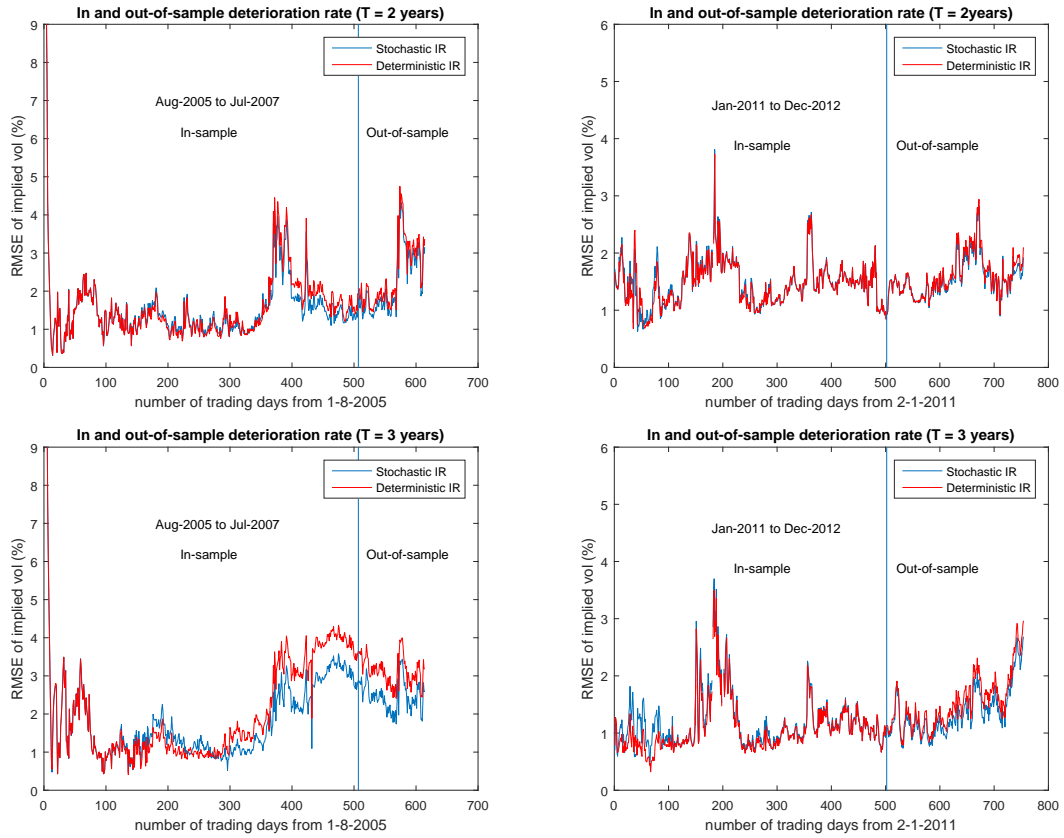 In and out-of-sample deterioration rate (T = 2 years)
Stochastic IR
Deterministic IR
Aug-2005 to Jul-2007
In-sample
Out-of-sample
RMSE of implied vol (%)
0 1 2 3 4 5 6 7 8 9
0 100 200 300 400 500 600 700
number of trading days from 1-8-2005
In and out-of-sample deterioration rate (T = 2years)
Stochastic IR
Deterministic IR
Jan-2011 to Dec-2012
In-sample
Out-of-sample
RMSE of implied vol (%)
0 1 2 3 4 5 6
0 100 200 300 400 500 600 700 800
number of trading days from 2-1-2011
In and out-of-sample deterioration rate (T = 3 years)
Stochastic IR
Deterministic IR
Aug-2005 to Jul-2007
In-sample
Out-of-sample
RMSE of implied vol (%)
0 1 2 3 4 5 6 7 8 9
0 100 200 300 400 500 600 700
number of trading days from 1-8-2005
In and out-of-sample deterioration rate (T = 3 years)
Stochastic IR
Deterministic IR
Jan-2011 to Dec-2012
In-sample
Out-of-sample
RMSE of implied vol (%)
0 1 2 3 4 5 6
0 100 200 300 400 500 600 700 800
number of trading days from 2-1-2011